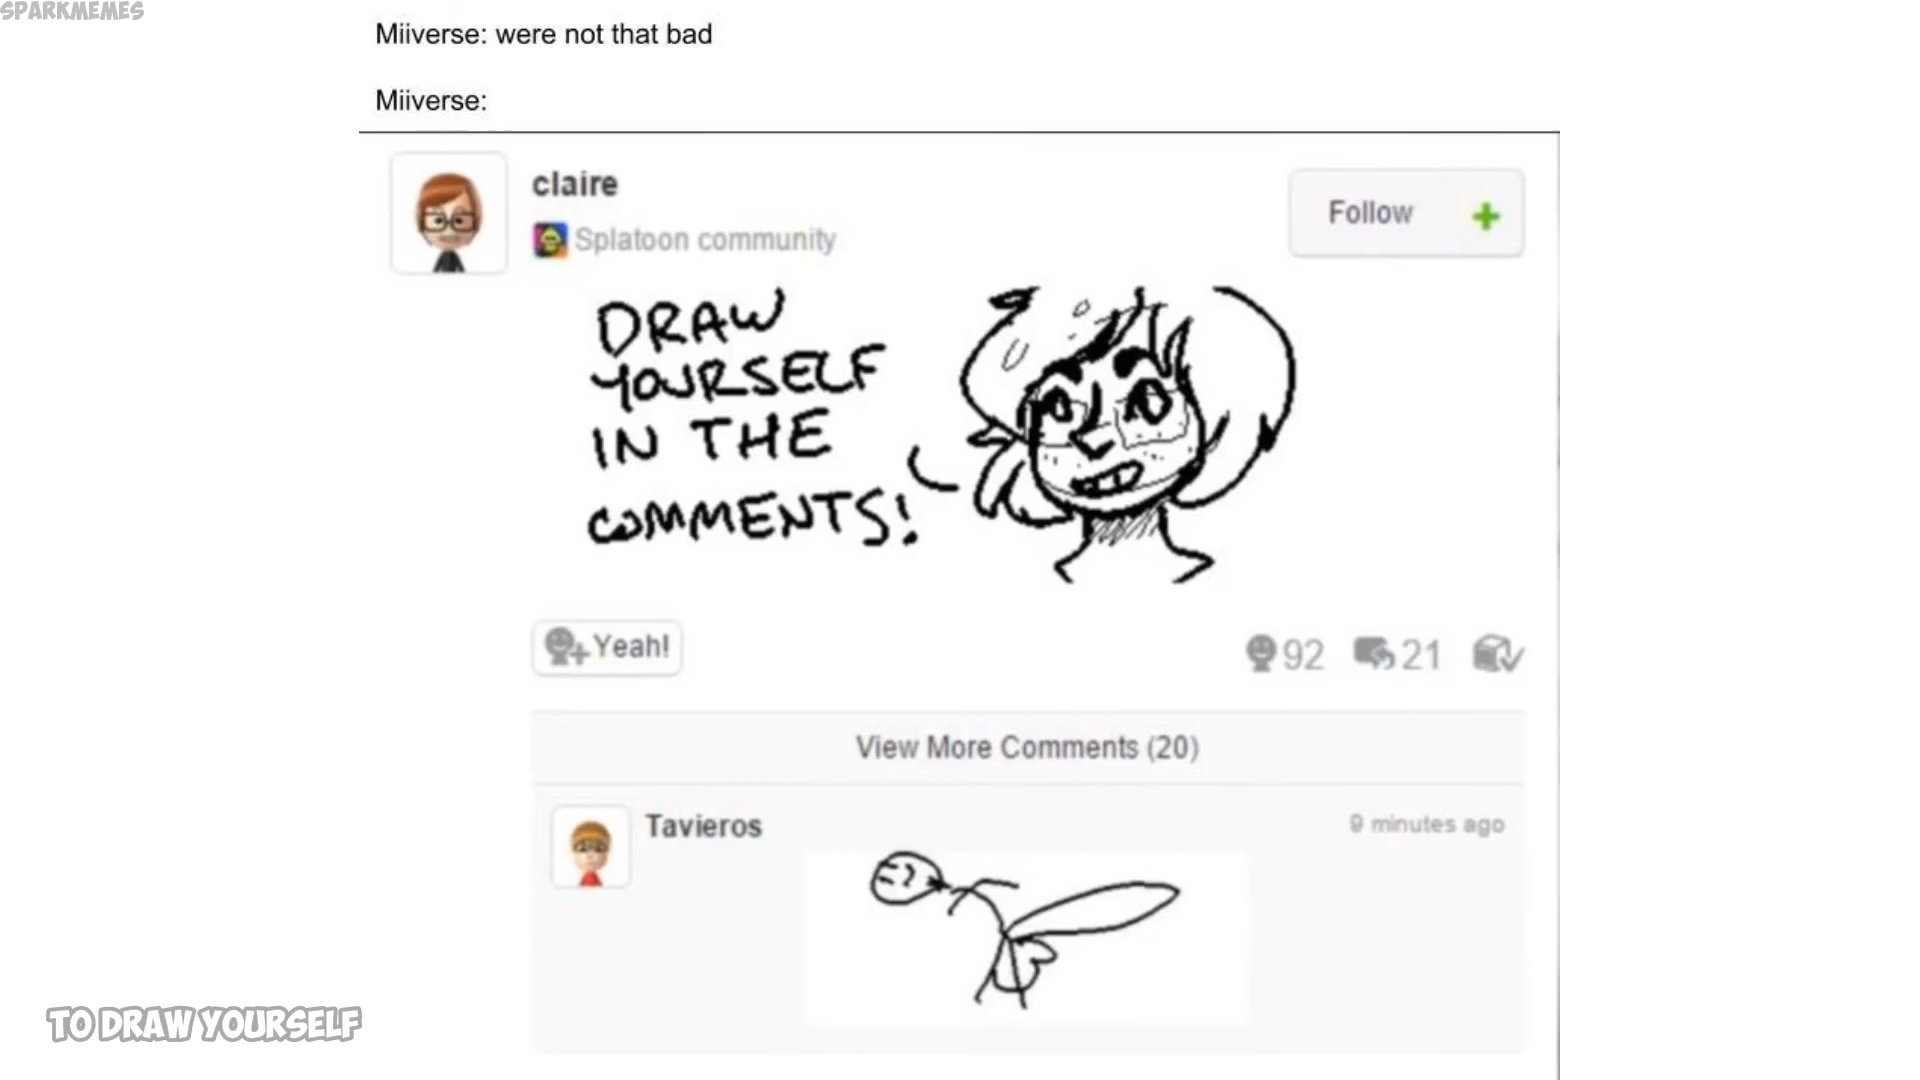 SPARKMEMES
Miiverse: were not that bad
Miiverse:
claire
Splatoon community
Follow
DRAW
YOURSELF
IN THE
COMMENTS!
Yeah!
92 21
View More Comments (20)
Tavieros
9 minutes ago
TO DRAW YOURSELF